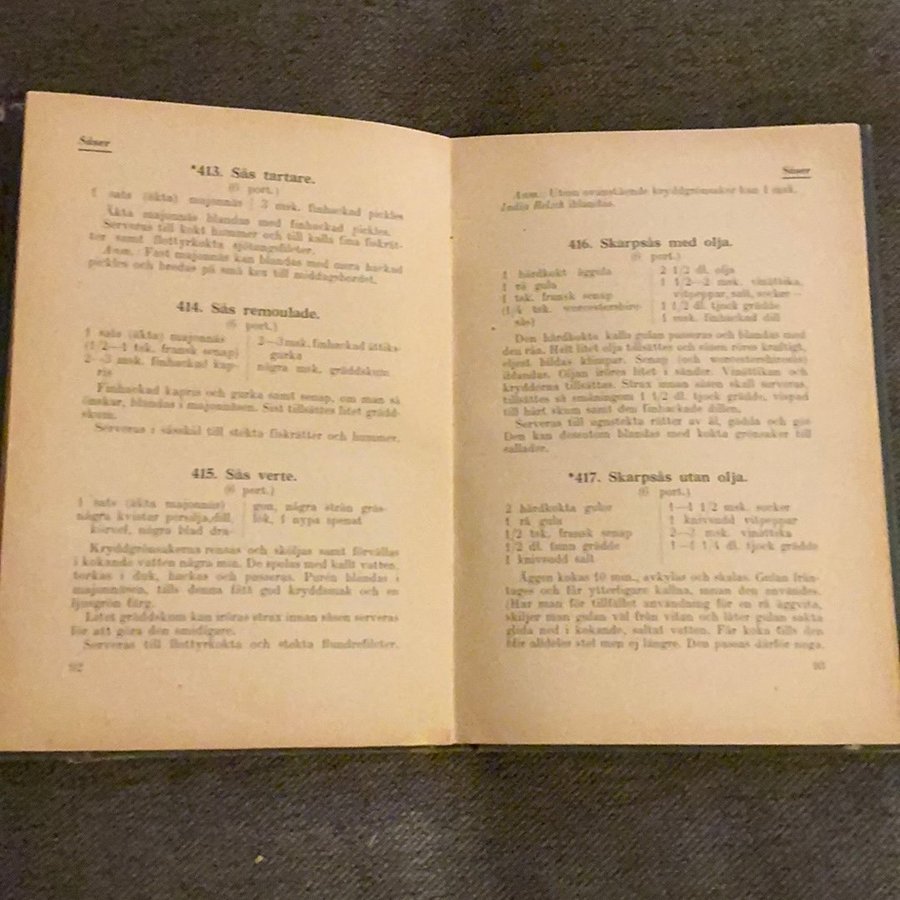 Såser
*413. Sås tartare.
(6 port.)
1 sats (äkta) majonnäs
3 msk. finhackad pickles
Äkta majonnäs blandas med finhackad pickles.
Serveras till kokt hummer och till kalla fina fiskrät-
ter samt flottyrkokta sjötungsfiléer.
Anm.: Fast majonnäs kan blandas med mera hackad
pickles och bredas på små kex till middagsbordet.
414. Sås remoulade.
(6 port.)
1 sats (äkta) majonnäs
(1/2—1 tsk. fransk senap)
2—3 msk. finhackad kap-
ris
2—3 msk. finhackad ättiks-
gurka
några msk. gräddskum
Finhackad kapris och gurka samt senap, om man så
önskar, blandas i majonnäsen. Sist tillsättes litet grädd-
skum.
Serveras i såsskål till stekta fiskrätter och hummer.
415. Sås verte.
(6 port.)
1 sats (äkta majonnäs)
några kvistar persilja, dill,
körvel, några blad dra-
gon, några strån gräs-
lök, 1 nypa spenat
Kryddgrönsakerna rensas och sköljas samt förvällas
i kokande vatten några min. De spolas med kallt vatten,
torkas i duk, hackas och passeras. Purén blandas i
majonnäsen, tills denna fått god kryddsmak och en
ljusgrön färg.
Litet gräddskum kan iröras strax innan såsen serveras
för att göra den smidigare.
Serveras till flottyrkokta och stekta flundrefiléer.
92
Såser
Anm.: Utom ovanstående kryddgrönsaker kan 1 msk.
India Relish iblandas.
416. Skarpsås med olja.
(6 port.)
1 hårdkokt äggula
1 rå gula
1 tsk. fransk senap
(1/4 tsk. worcestershire-
sås)
2 1/2 dl. olja
1 1/2—2 msk. vinättika,
vitpeppar, salt, socker
1 1/2 dl. tjock grädde
1 msk. finhackad dill
Den hårdkokta kalla gulan passeras och blandas med
den råa. Helt litet olja tillsättes och såsen röres kraftigt,
eljest bildas klimpar. Senap (och worcestershiresås)
iblandas. Oljan iröres litet i sänder. Vinättikan och
kryddorna tillsättas. Strax innan såsen skall serveras,
tillsättes så småningom 1 1/2 dl. tjock grädde, vispad
till hårt skum samt den finhackade dillen.
Serveras till ugnstekta rätter av ål, gädda och gös
Den kan dessutom blandas med kokta grönsaker till
sallader.
*417. Skarpsås utan olja.
(6 port.)
2 hårdkokta gulor
1 rå gula
1/2 tsk. fransk senap
1/2 dl. tunn grädde
1 knivsudd salt
1—1 1/2 msk. socker
1 knivsudd vitpeppar
2—3 msk. vinättika
1—1 1/4 dl. tjock grädde
Äggen kokas 10 min., avkylas och skalas. Gulan från-
tages och får ytterligare kallna, innan den användes.
(Har man för tillfället användning för en rå äggvita,
skiljer man gulan väl från vitan och låter gulan sakta
glida ned i kokande, saltat vatten. Får koka tills den
blir alldeles stel men ej längre. Den passas därför noga.
93